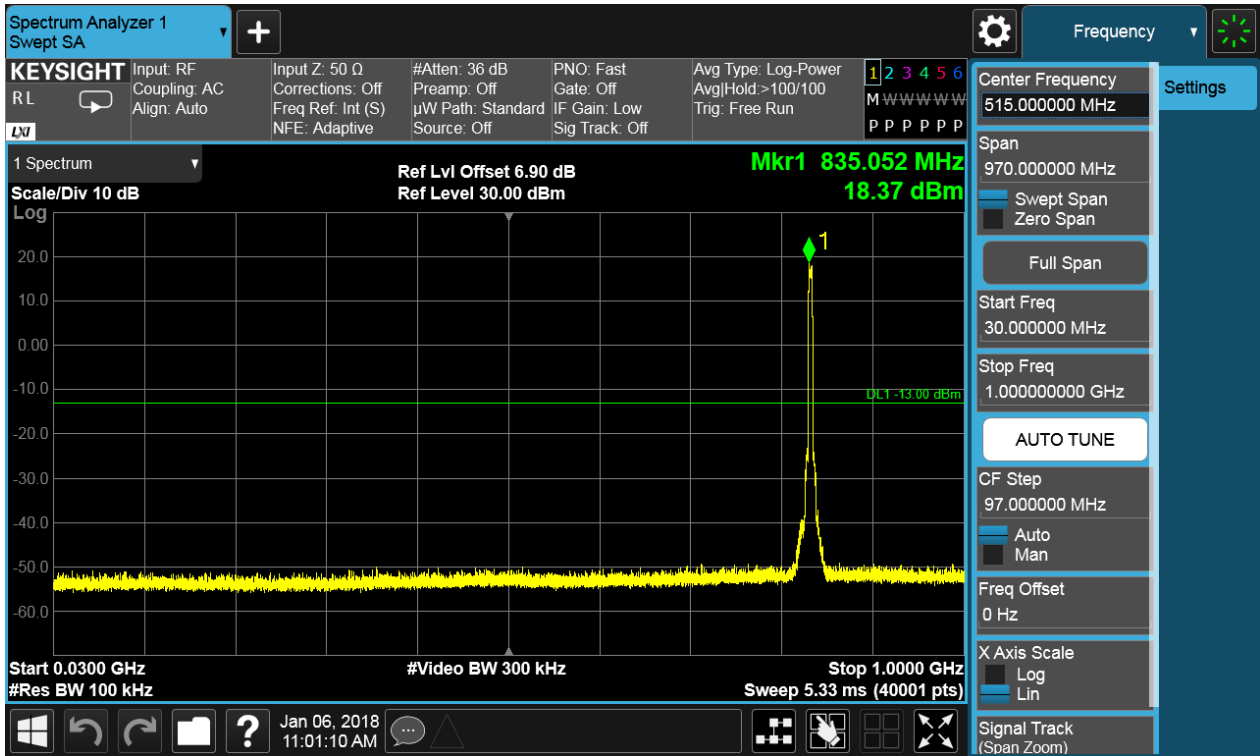 Spectrum Analyzer 1
Swept SA
+
Frequency
KEYSIGHT
RL
LXI
Input: RF
Coupling: AC
Align: Auto
Input Z: 50 Ω
Corrections: Off
Freq Ref: Int (S)
NFE: Adaptive
#Atten: 36 dB
Preamp: Off
µW Path: Standard
Source: Off
PNO: Fast
Gate: Off
IF Gain: Low
Sig Track: Off
Avg Type: Log-Power
Avg|Hold:>100/100
Trig: Free Run
1 2 3 4 5 6
M W W W W W
P P P P P P
1 Spectrum
Scale/Div 10 dB
Log
Ref Lvl Offset 6.90 dB
Ref Level 30.00 dBm
Mkr1 835.052 MHz
18.37 dBm
1
20.0
10.0
0.00
-10.0
DL1 -13.00 dBm
-20.0
-30.0
-40.0
-50.0
-60.0
Start 0.0300 GHz
#Res BW 100 kHz
#Video BW 300 kHz
Stop 1.0000 GHz
Sweep 5.33 ms (40001 pts)
Center Frequency
515.000000 MHz
Span
970.000000 MHz
Swept Span
Zero Span
Full Span
Start Freq
30.000000 MHz
Stop Freq
1.000000000 GHz
AUTO TUNE
CF Step
97.000000 MHz
Auto
Man
Freq Offset
0 Hz
X Axis Scale
Log
Lin
Signal Track
(Span Zoom)
Settings
?
Jan 06, 2018
11:01:10 AM